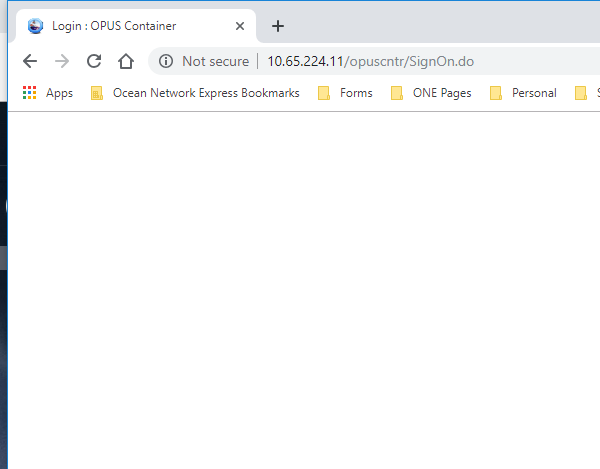 Login : OPUS Container
Not secure 10.65.224.11/opuscntr/SignOn.do
Apps Ocean Network Express Bookmarks Forms ONE Pages Personal